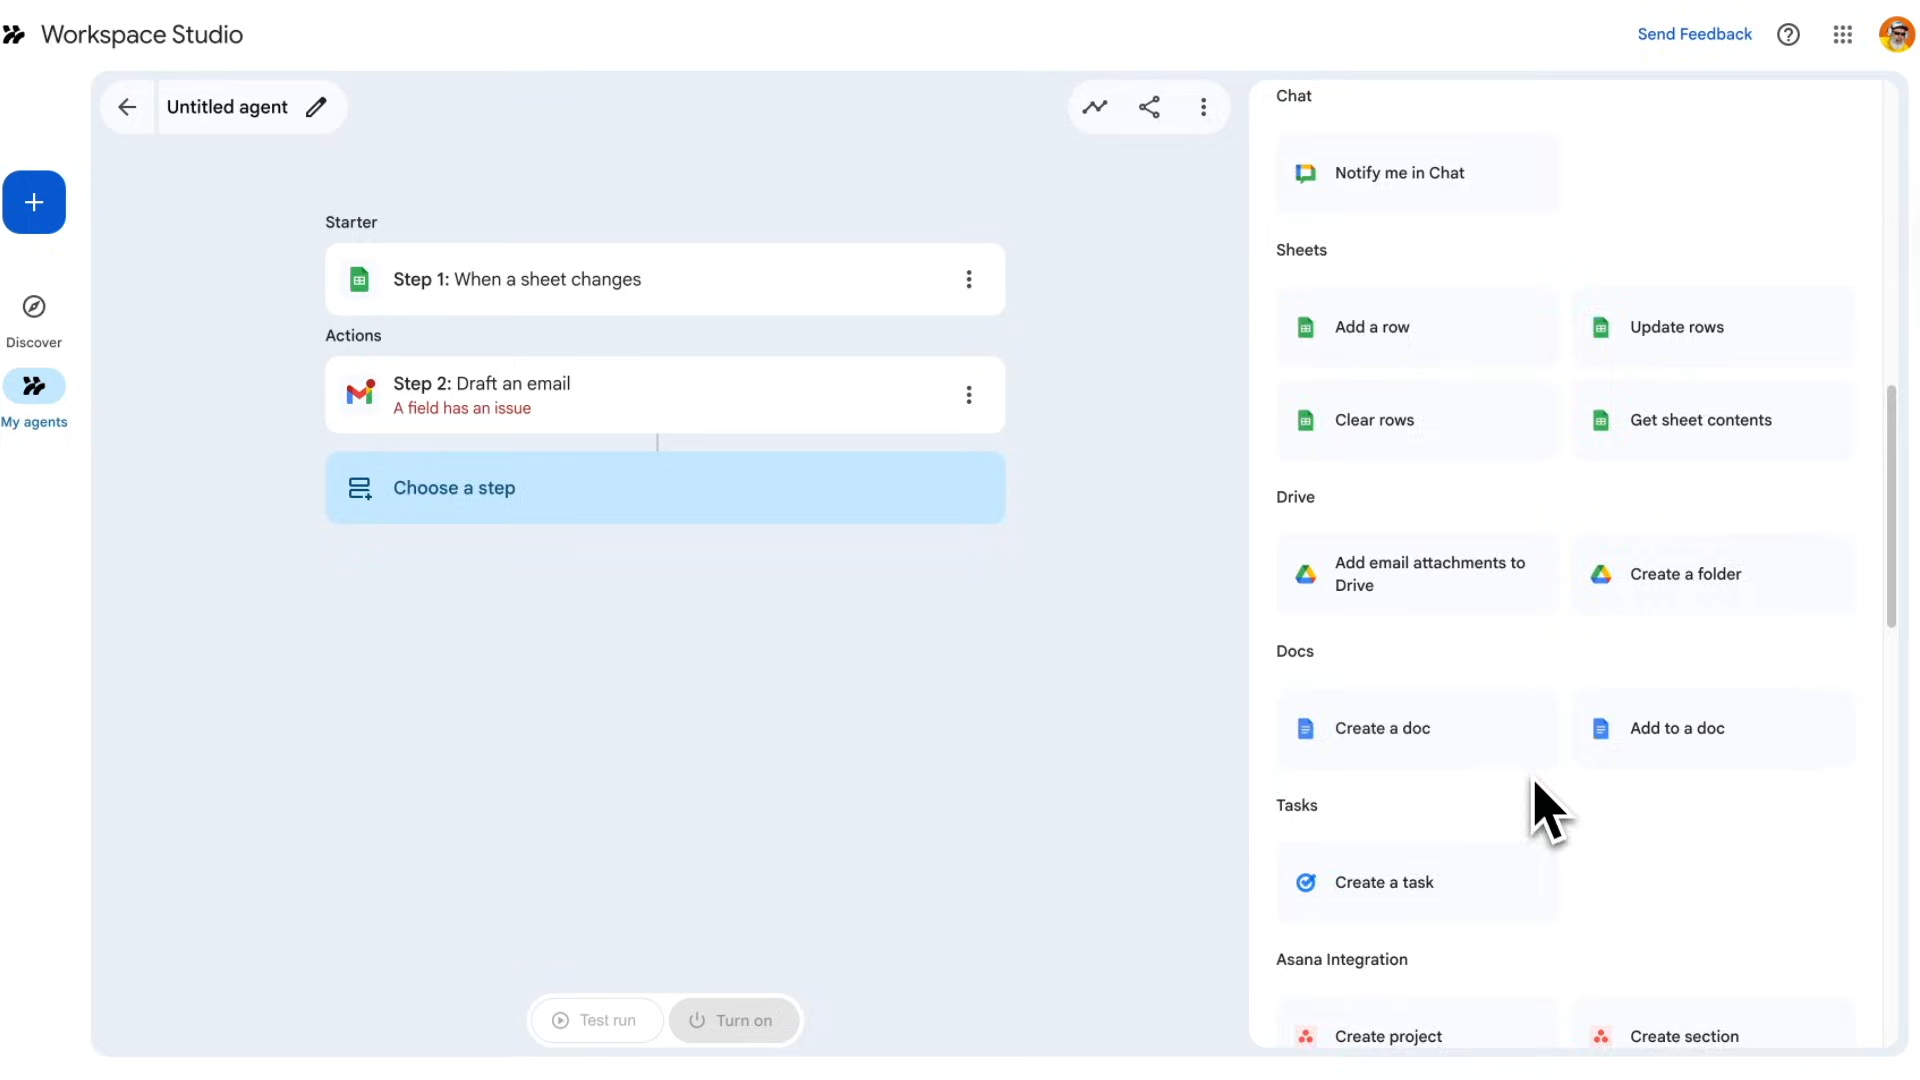 Workspace Studio
Send Feedback
Untitled agent
Discover
My agents
Starter
Step 1: When a sheet changes
Actions
Step 2: Draft an email
A field has an issue
Choose a step
Test run
Turn on
Chat
Notify me in Chat
Sheets
Add a row
Update rows
Clear rows
Get sheet contents
Drive
Add email attachments to
Drive
Create a folder
Docs
Create a doc
Add to a doc
Tasks
Create a task
Asana Integration
Create project
Create section